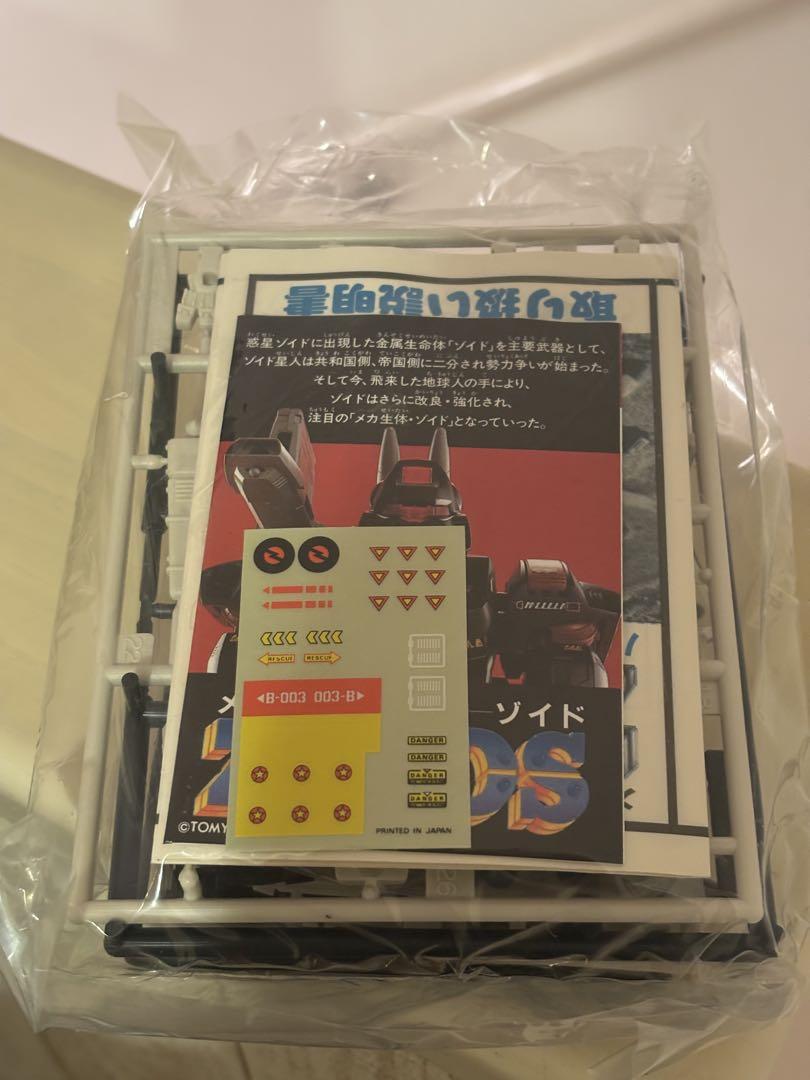 取り扱い説明書
惑星ゾイドに出現した金属生命体「ゾイド」を主要武器として、
ゾイド星人は共和国側、帝国側に二分され勢力争いが始まった。
そして今、飛来した地球人の手により、
ゾイドはさらに改良・強化され、
注目の「メカ生体・ゾイド」となっていった。
RESCUE RESCUE
B-003 003-B
メ ゾイド
DANGER
DANGER
DANGER
DANGER
Z OS
©TOMY
PRINTED IN JAPAN
26